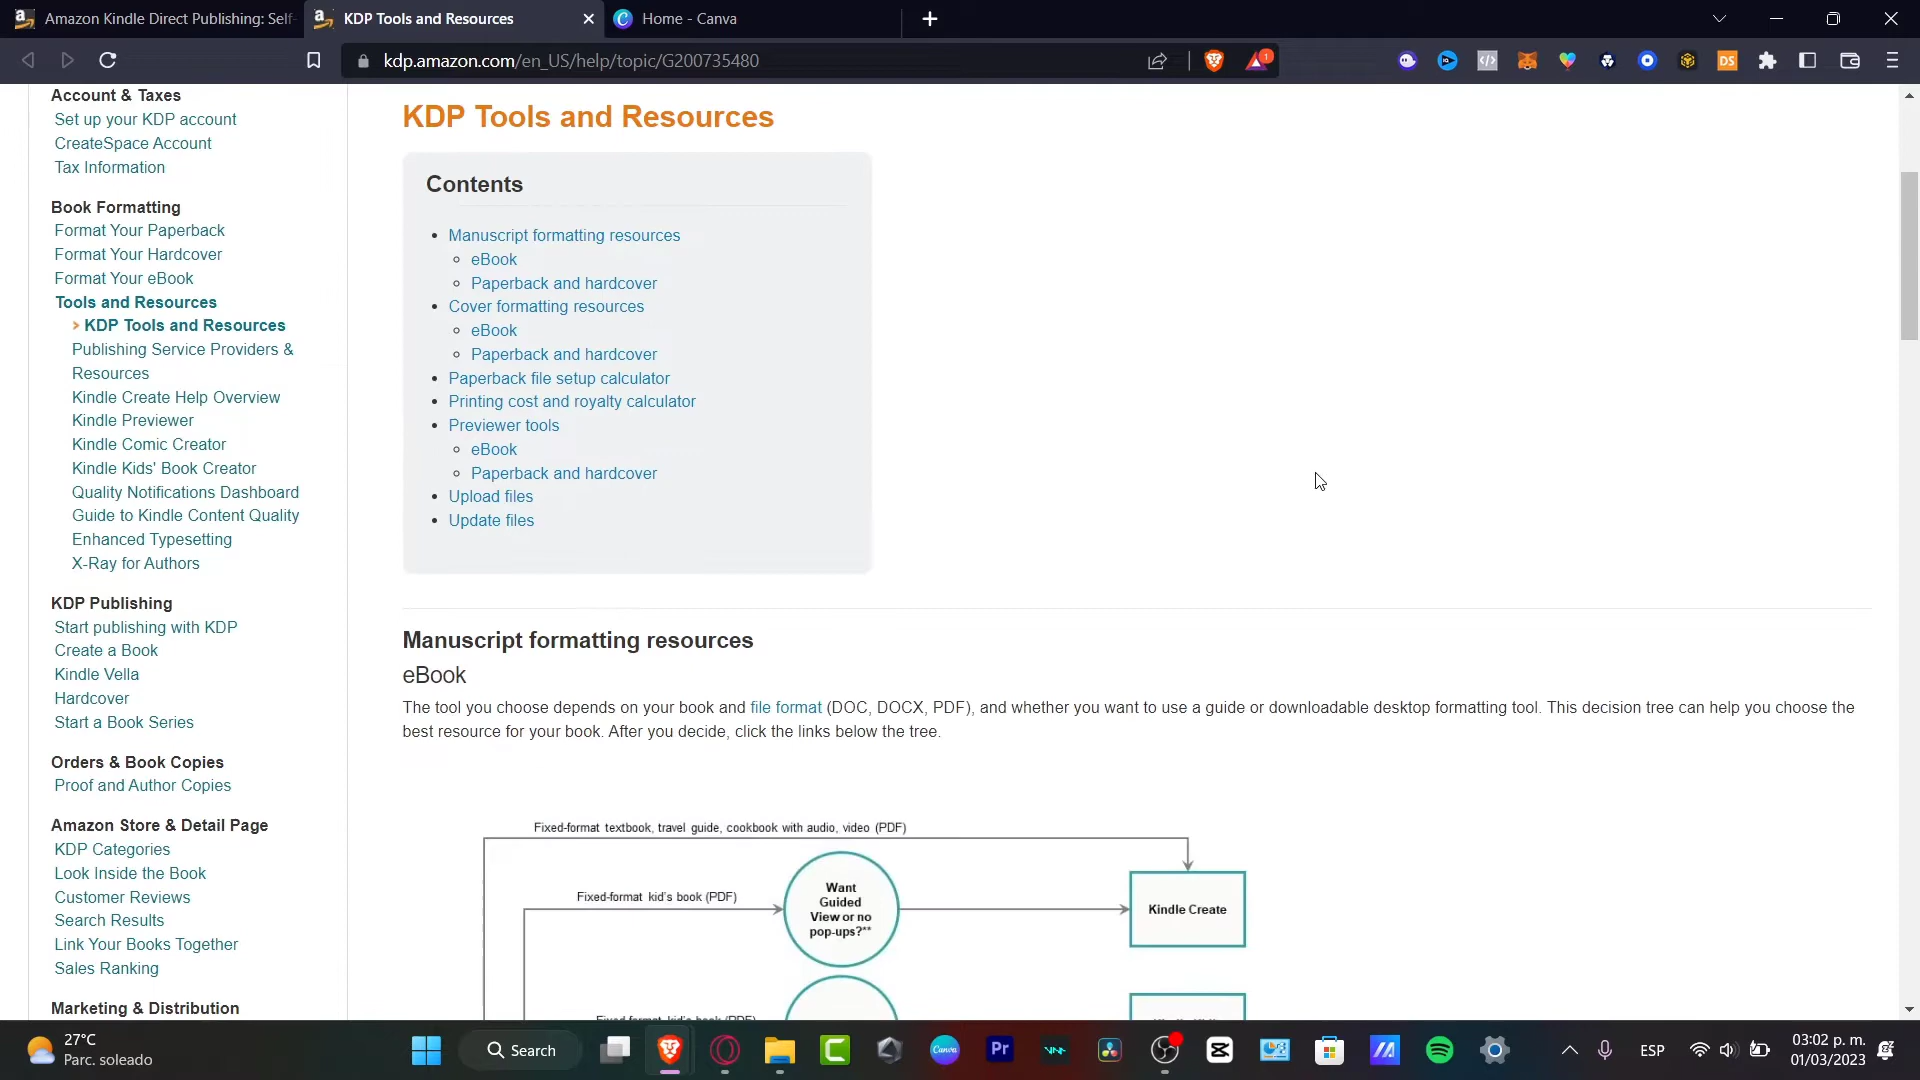 Amazon Kindle Direct Publishing: Self-
KDP Tools and Resources
Home - Canva
kdp.amazon.com/en_US/help/topic/G200735480
1
DS
Account & Taxes
Set up your KDP account
CreateSpace Account
Tax Information
Book Formatting
Format Your Paperback
Format Your Hardcover
Format Your eBook
Tools and Resources
> KDP Tools and Resources
Publishing Service Providers &
Resources
Kindle Create Help Overview
Kindle Previewer
Kindle Comic Creator
Kindle Kids' Book Creator
Quality Notifications Dashboard
Guide to Kindle Content Quality
Enhanced Typesetting
X-Ray for Authors
KDP Publishing
Start publishing with KDP
Create a Book
Kindle Vella
Hardcover
Start a Book Series
Orders & Book Copies
Proof and Author Copies
Amazon Store & Detail Page
KDP Categories
Look Inside the Book
Customer Reviews
Search Results
Link Your Books Together
Sales Ranking
Marketing & Distribution
KDP Tools and Resources
Contents
Manuscript formatting resources
eBook
Paperback and hardcover
Cover formatting resources
eBook
Paperback and hardcover
Paperback file setup calculator
Printing cost and royalty calculator
Previewer tools
eBook
Paperback and hardcover
Upload files
Update files
Manuscript formatting resources
eBook
The tool you choose depends on your book and file format (DOC, DOCX, PDF), and whether you want to use a guide or downloadable desktop formatting tool. This decision tree can help you choose the
best resource for your book. After you decide, click the links below the tree.
Fixed-format textbook, travel guide, cookbook with audio, video (PDF)
Fixed-format kid's book (PDF)
Want
Guided
View or no
pop-ups?**
Kindle Create
27°C
Parc. soleado
Search
Canva
Pr
ESP
03:02 p. m.
01/03/2023